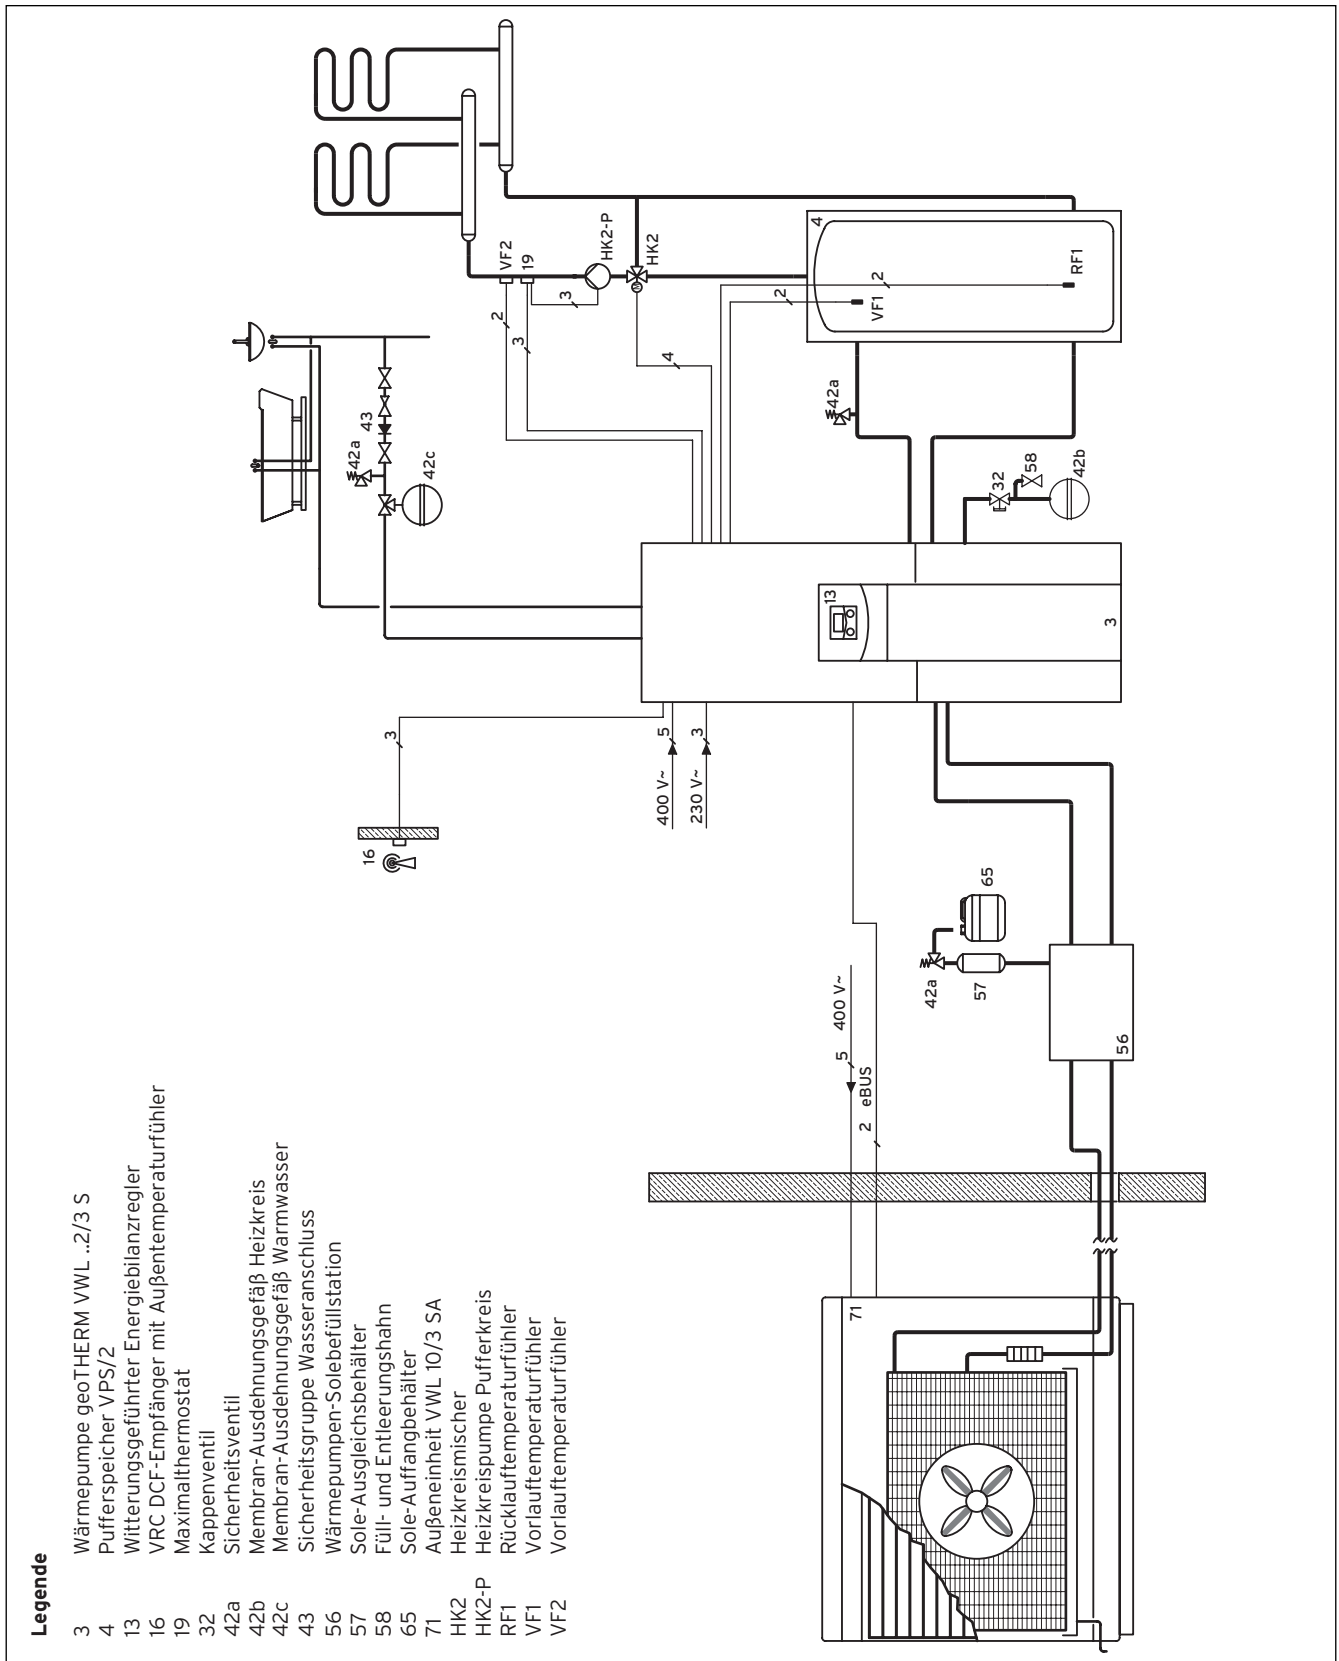 Legende
3 Wärmepumpe geoTHERM VWL ..2/3 S
4 Pufferspeicher VPS/2
13 Witterungsgeführter Energiebilanzregler
16 VRC DCF-Empfänger mit Außentemperaturfühler
19 Maximalthermostat
32 Kappenventil
42a Sicherheitsventil
42b Membran-Ausdehnungsgefäß Heizkreis
42c Membran-Ausdehnungsgefäß Warmwasser
43 Sicherheitsgruppe Wasseranschluss
56 Wärmepumpen-Solebefüllstation
57 Sole-Ausgleichsbehälter
58 Füll- und Entleerungshahn
65 Sole-Auffangbehälter
71 Außeneinheit VWL 10/3 SA
HK2 Heizkreismischer
HK2-P Heizkreispumpe Pufferkreis
RF1 Rücklauftemperaturfühler
VF1 Vorlauftemperaturfühler
VF2 Vorlauftemperaturfühler
VF2
19
HK2-P
HK2
2
3
3
4
4
2
2
VF1
RF1
42a
43
42c
42a
32
58
42b
13
3
16
3
400 V~
5
230 V~
3
42a
65
57
56
400 V~
5
2 eBUS
71